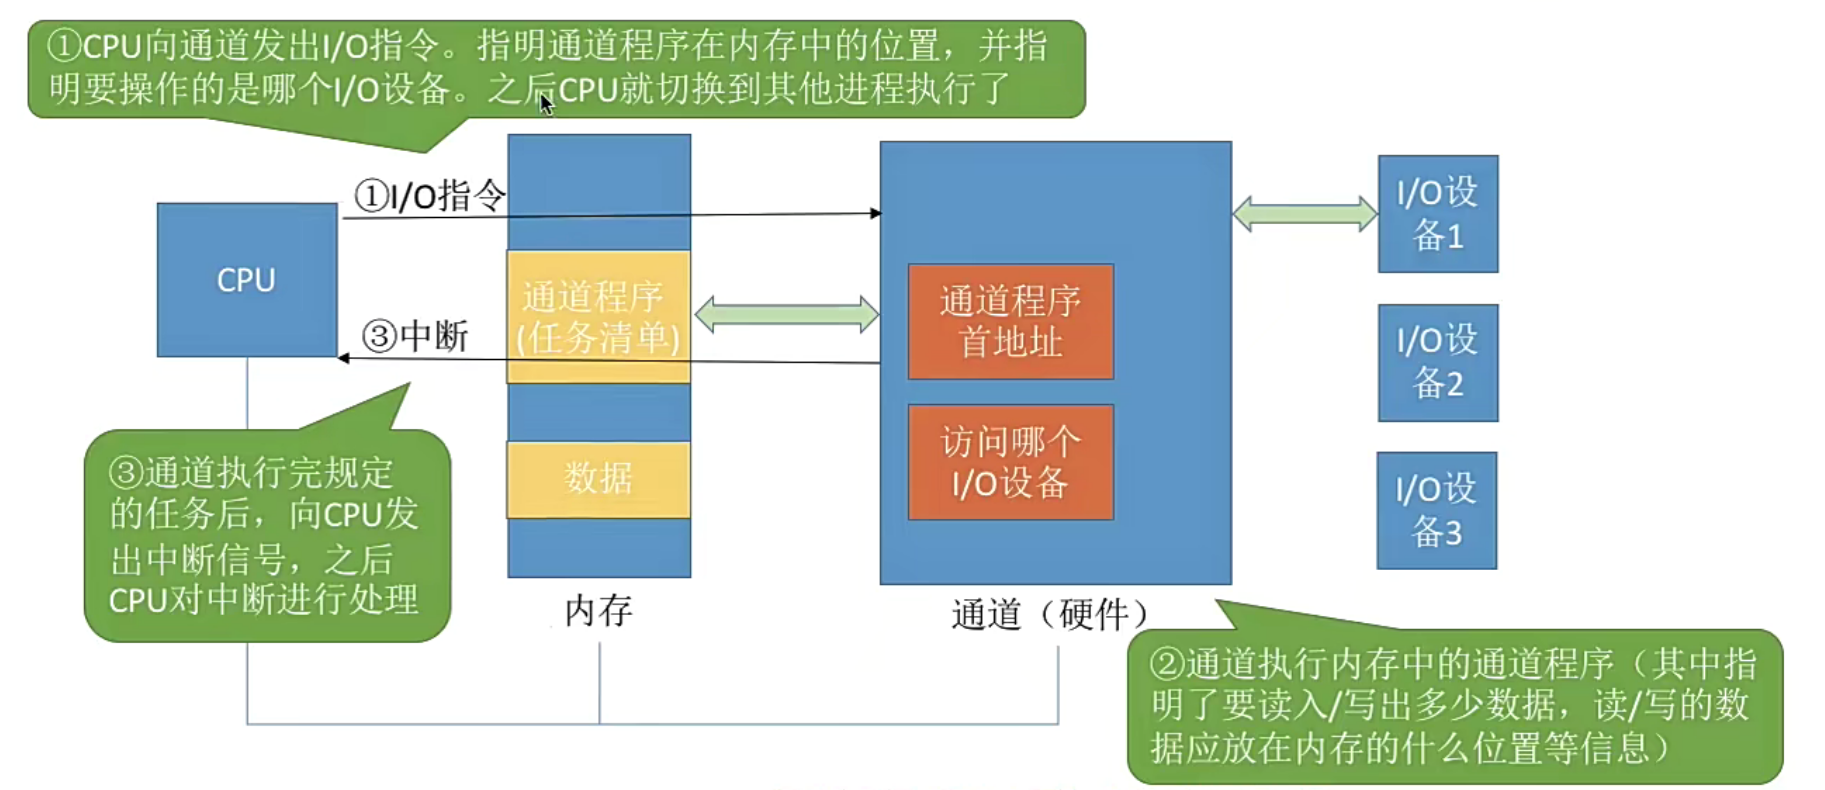 ①CPU向通道发出I/O指令。指明通道程序在内存中的位置，并指
明要操作的是哪个I/O设备。之后CPU就切换到其他进程执行了
①I/O指令
CPU
通道程序
(任务清单)
③中断
数据
内存
通道程序
首地址
访问哪个
I/O设备
通道（硬件）
I/O设
备1
I/O设
备2
I/O设
备3
③通道执行完规定
的任务后，向CPU发
出中断信号，之后
CPU对中断进行处理
②通道执行内存中的通道程序（其中指
明了要读入/写出多少数据，读/写的数
据应放在内存的什么位置等信息）